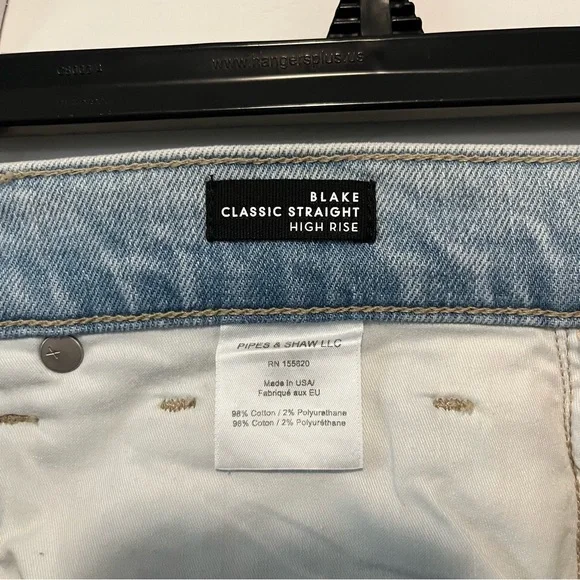 www.hangersplus.us
BLAKE
CLASSIC STRAIGHT
HIGH RISE
PIPES & SHAW LLC
RN 155620
Made in USA/
Fabriqué aux EU
98% Cotton / 2% Polyurethane
98% Cotton / 2% Polyuréthane